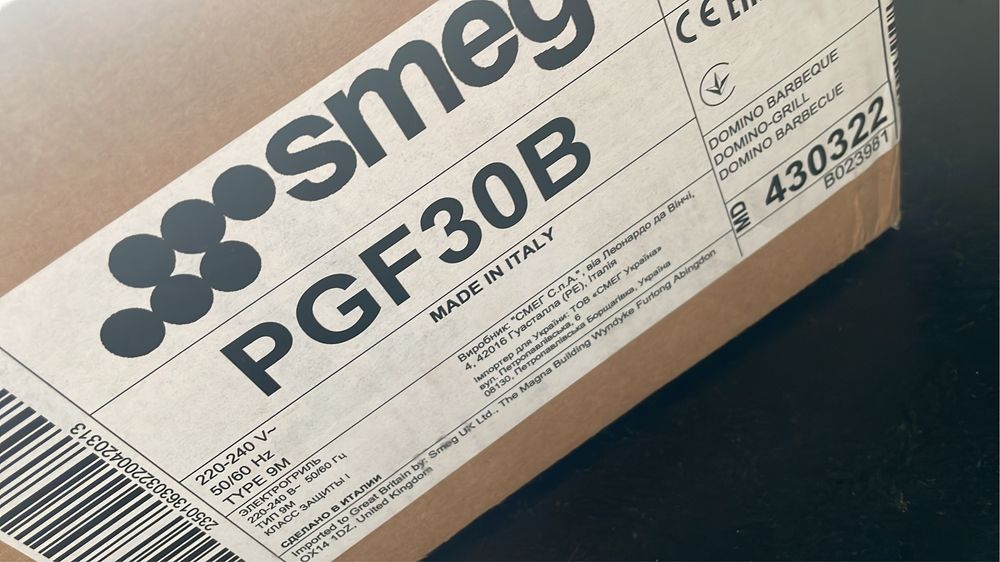 smeg
PGF30B
MADE IN ITALY
CE
DOMINO BARBEQUE
DOMINO-GRILL
DOMINO BARBECUE
MD
430322
B023981
Виробник: "СМЕГ С.п.А.", віа Леонардо да Вінчі,
4, 42016 Гуасталла (РЕ), Італія
Імпортер для України: ТОВ «СМЕГ Україна»
вул. Петропавлівська, 6
08130, Петропавлівська Борщагівка, Україна
220-240 V~
50/60 Hz
TYPE 9M
ЭЛЕКТРОГРИЛЬ
220-240 В~ 50/60 Гц
ТИП 9М
КЛАСС ЗАЩИТЫ I
СДЕЛАНО В ИТАЛИИ
Imported to Great Britain by: Smeg UK Ltd., The Magna Building Wyndyke Furlong Abingdon
OX14 1DZ, United Kingdom